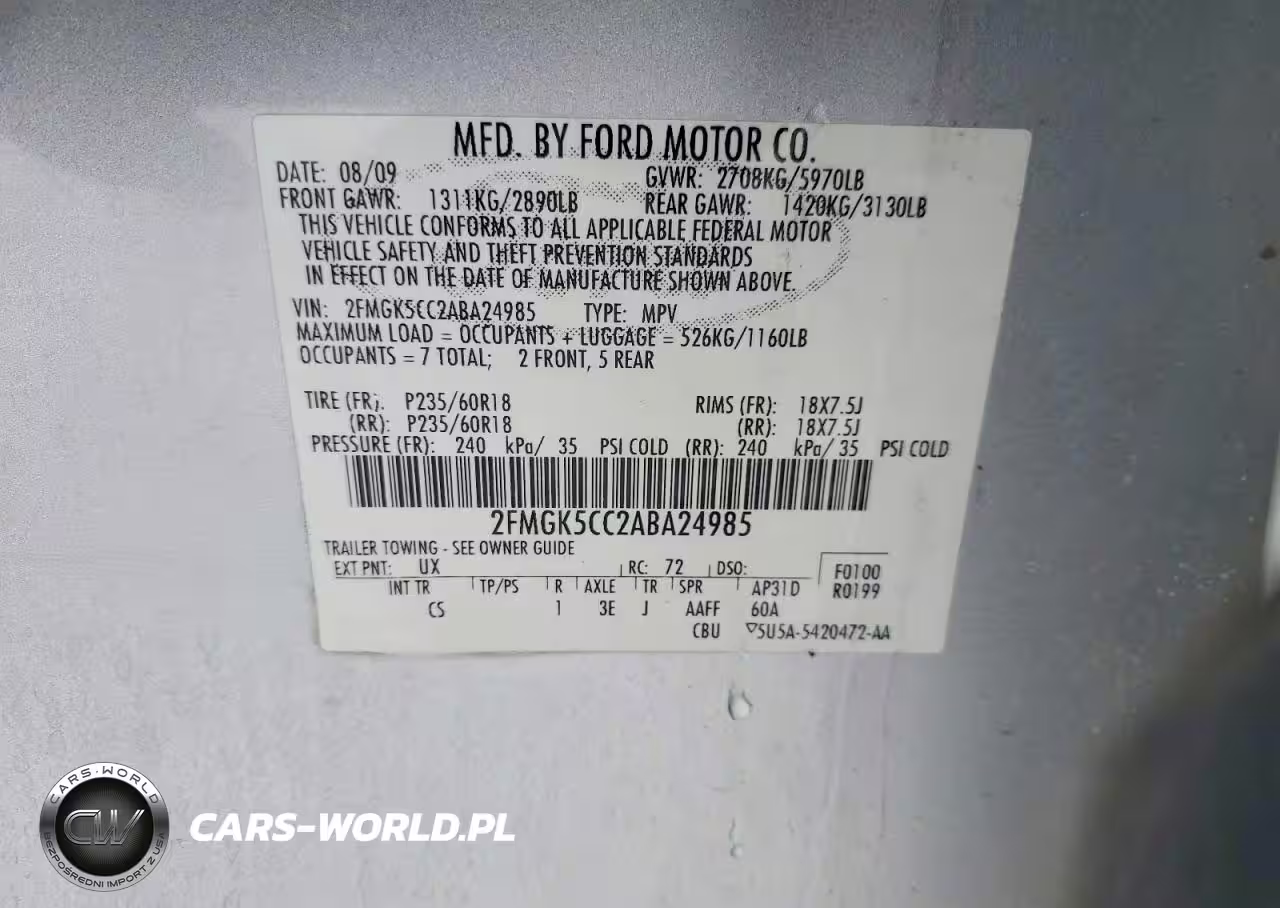 MFD. BY FORD MOTOR CO.
DATE: 08/09 GVWR: 2708KG/5970LB
FRONT GAWR: 1311KG/2890LB REAR GAWR: 1420KG/3130LB
THIS VEHICLE CONFORMS TO ALL APPLICABLE FEDERAL MOTOR
VEHICLE SAFETY AND THEFT PREVENTION STANDARDS
IN EFFECT ON THE DATE OF MANUFACTURE SHOWN ABOVE.
VIN: 2FMGK5CC2ABA24985 TYPE: MPV
MAXIMUM LOAD = OCCUPANTS + LUGGAGE = 526KG/1160LB
OCCUPANTS = 7 TOTAL; 2 FRONT, 5 REAR
TIRE (FR): P235/60R18 RIMS (FR): 18X7.5J
(RR): P235/60R18 (RR): 18X7.5J
PRESSURE (FR): 240 kPa/ 35 PSI COLD (RR): 240 kPa/ 35 PSI COLD
2FMGK5CC2ABA24985
TRAILER TOWING - SEE OWNER GUIDE
EXT PNT: UX RC: 72 DSO: F0100
INT TR TP/PS R AXLE TR SPR AP31D R0199
CS 1 3E J AAFF 60A
CBU ▽5U5A-5420472-AA
CARS-WORLD
CW
BEZPOŚREDNI IMPORT Z USA
CARS-WORLD.PL